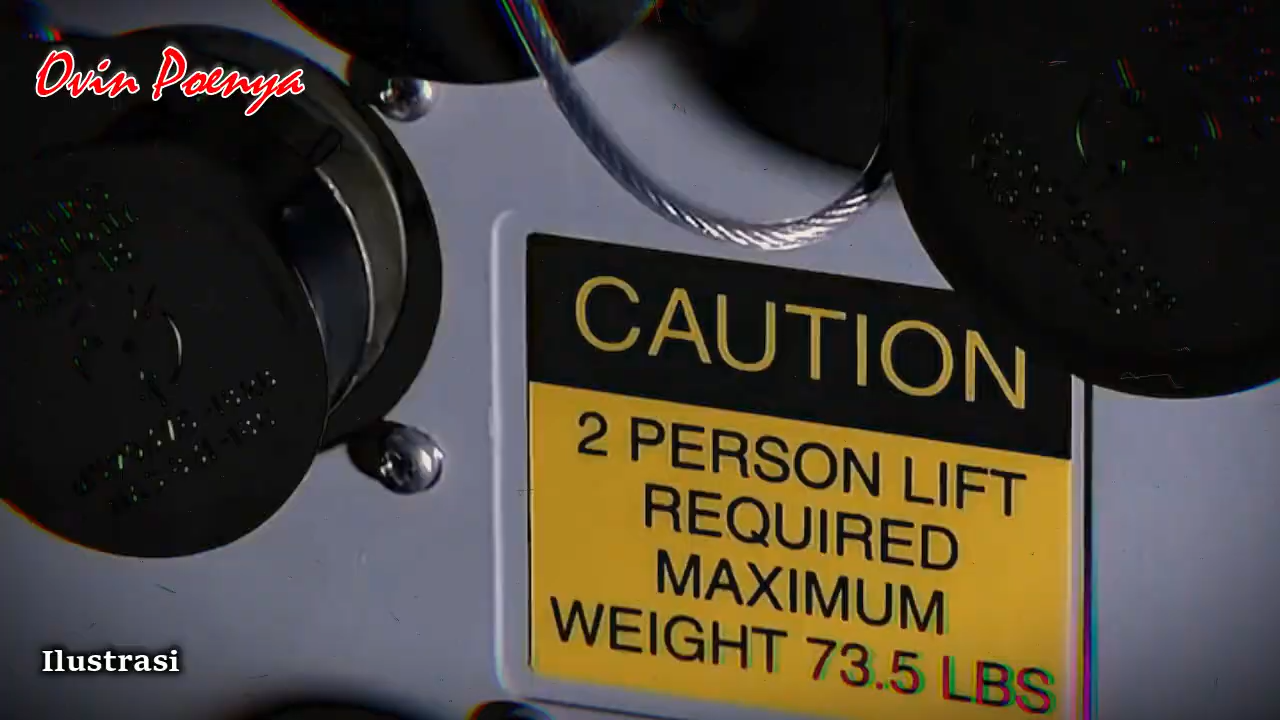 Ovin Poenya
CAUTION
2 PERSON LIFT
REQUIRED
MAXIMUM
WEIGHT 73.5 LBS
Ilustrasi